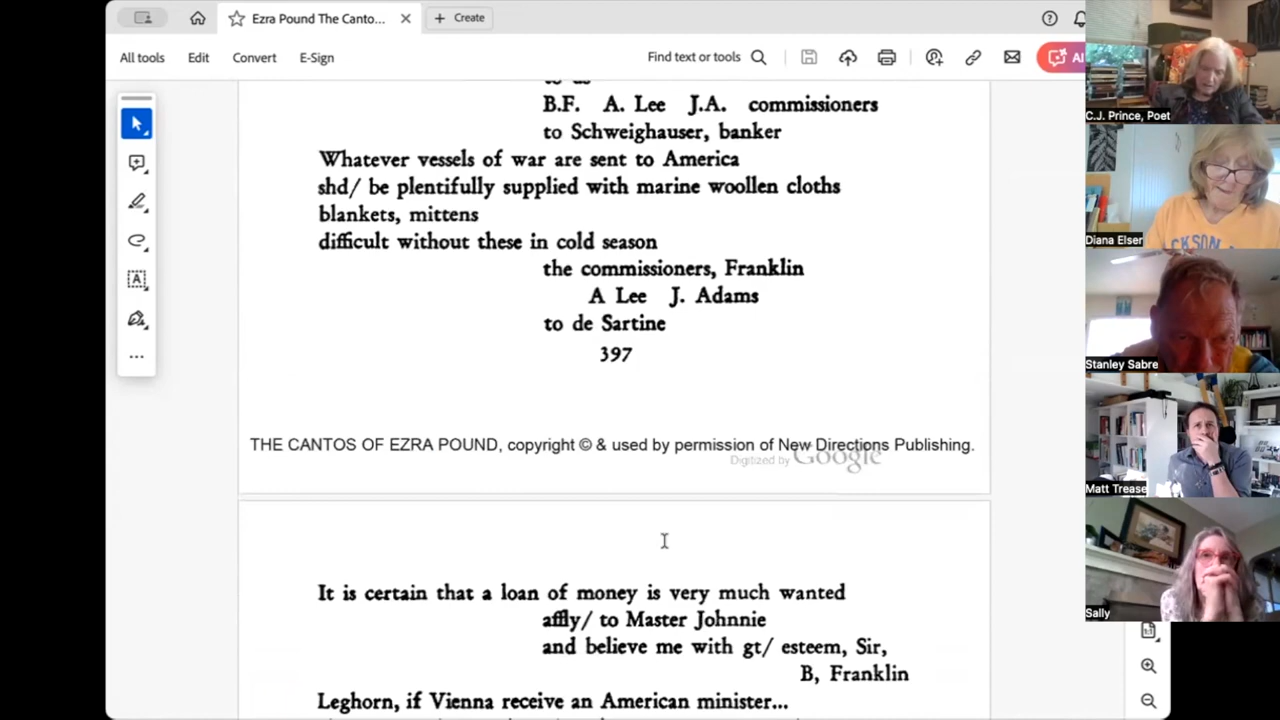 Ezra Pound The Canto...
Create
All tools
Edit
Convert
E-Sign
Find text or tools
AI
B.F. A. Lee J.A. commissioners
to Schweighauser, banker
Whatever vessels of war are sent to America
shd/ be plentifully supplied with marine woollen cloths
blankets, mittens
difficult without these in cold season
the commissioners, Franklin
A Lee J. Adams
to de Sartine
397
THE CANTOS OF EZRA POUND, copyright © & used by permission of New Directions Publishing.
Digitized by Google
It is certain that a loan of money is very much wanted
affly/ to Master Johnnie
and believe me with gt/ esteem, Sir,
B, Franklin
Leghorn, if Vienna receive an American minister...
C.J. Prince, Poet
Diana Elser
CKSON
Stanley Sabre
Matt Trease
Sally